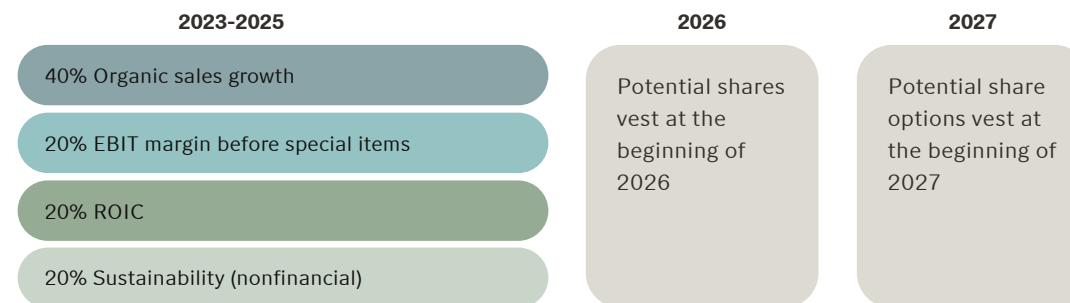 2023-2025
40% Organic sales growth
20% EBIT margin before special items
20% ROIC
20% Sustainability (nonfinancial)
2026
Potential shares
vest at the
beginning of
2026
2027
Potential share
options vest at
the beginning of
2027